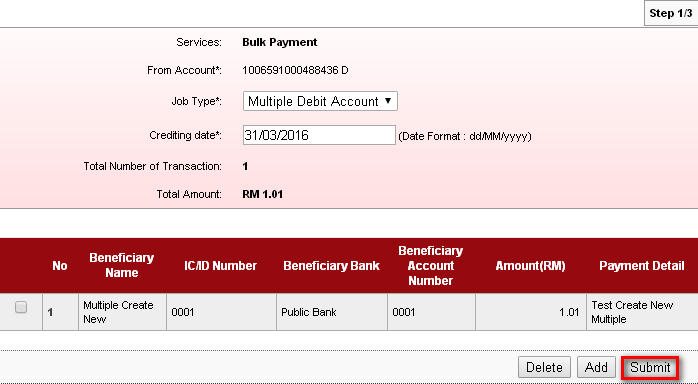 Step 1/3
Services: Bulk Payment
From Account*: 1006591000488436 D
Job Type*: Multiple Debit Account
Crediting date*: 31/03/2016 (Date Format : dd/MM/yyyy)
Total Number of Transaction: 1
Total Amount: RM 1.01
No Beneficiary Name IC/ID Number Beneficiary Bank Beneficiary Account Number Amount(RM) Payment Detail
1 Multiple Create New 0001 Public Bank 0001 1.01 Test Create New Multiple
Delete Add Submit